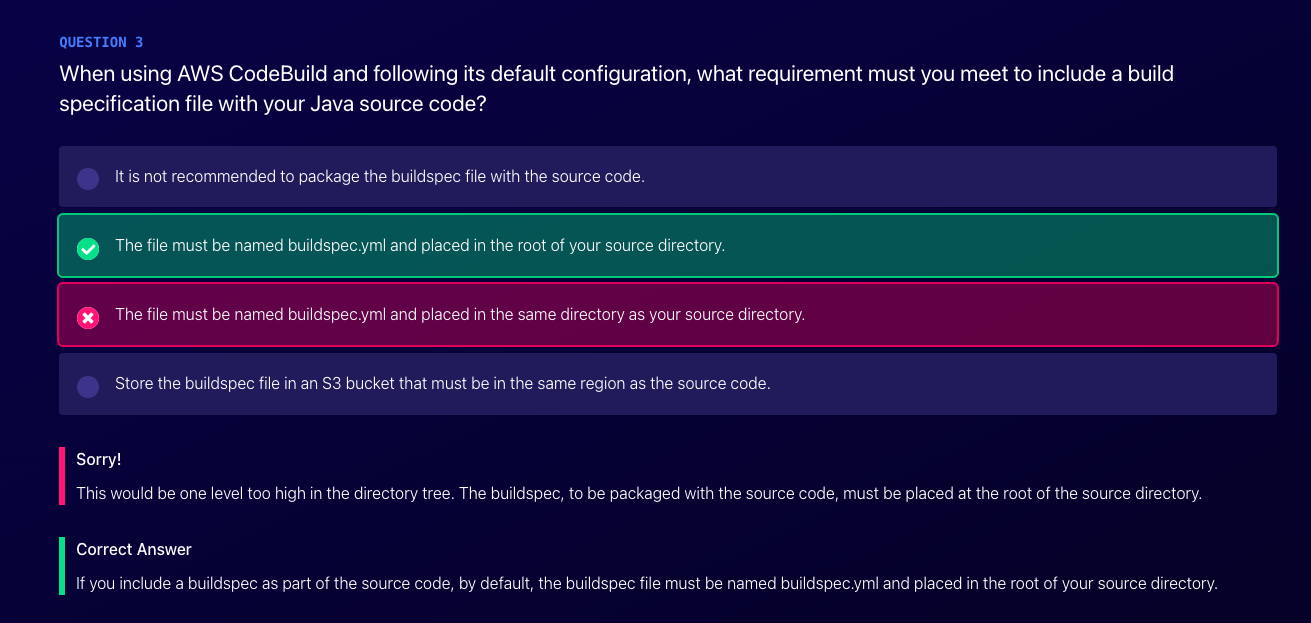 QUESTION 3
When using AWS CodeBuild and following its default configuration, what requirement must you meet to include a build
specification file with your Java source code?
It is not recommended to package the buildspec file with the source code.
The file must be named buildspec.yml and placed in the root of your source directory.
The file must be named buildspec.yml and placed in the same directory as your source directory.
Store the buildspec file in an S3 bucket that must be in the same region as the source code.
Sorry!
This would be one level too high in the directory tree. The buildspec, to be packaged with the source code, must be placed at the root of the source directory.
Correct Answer
If you include a buildspec as part of the source code, by default, the buildspec file must be named buildspec.yml and placed in the root of your source directory.